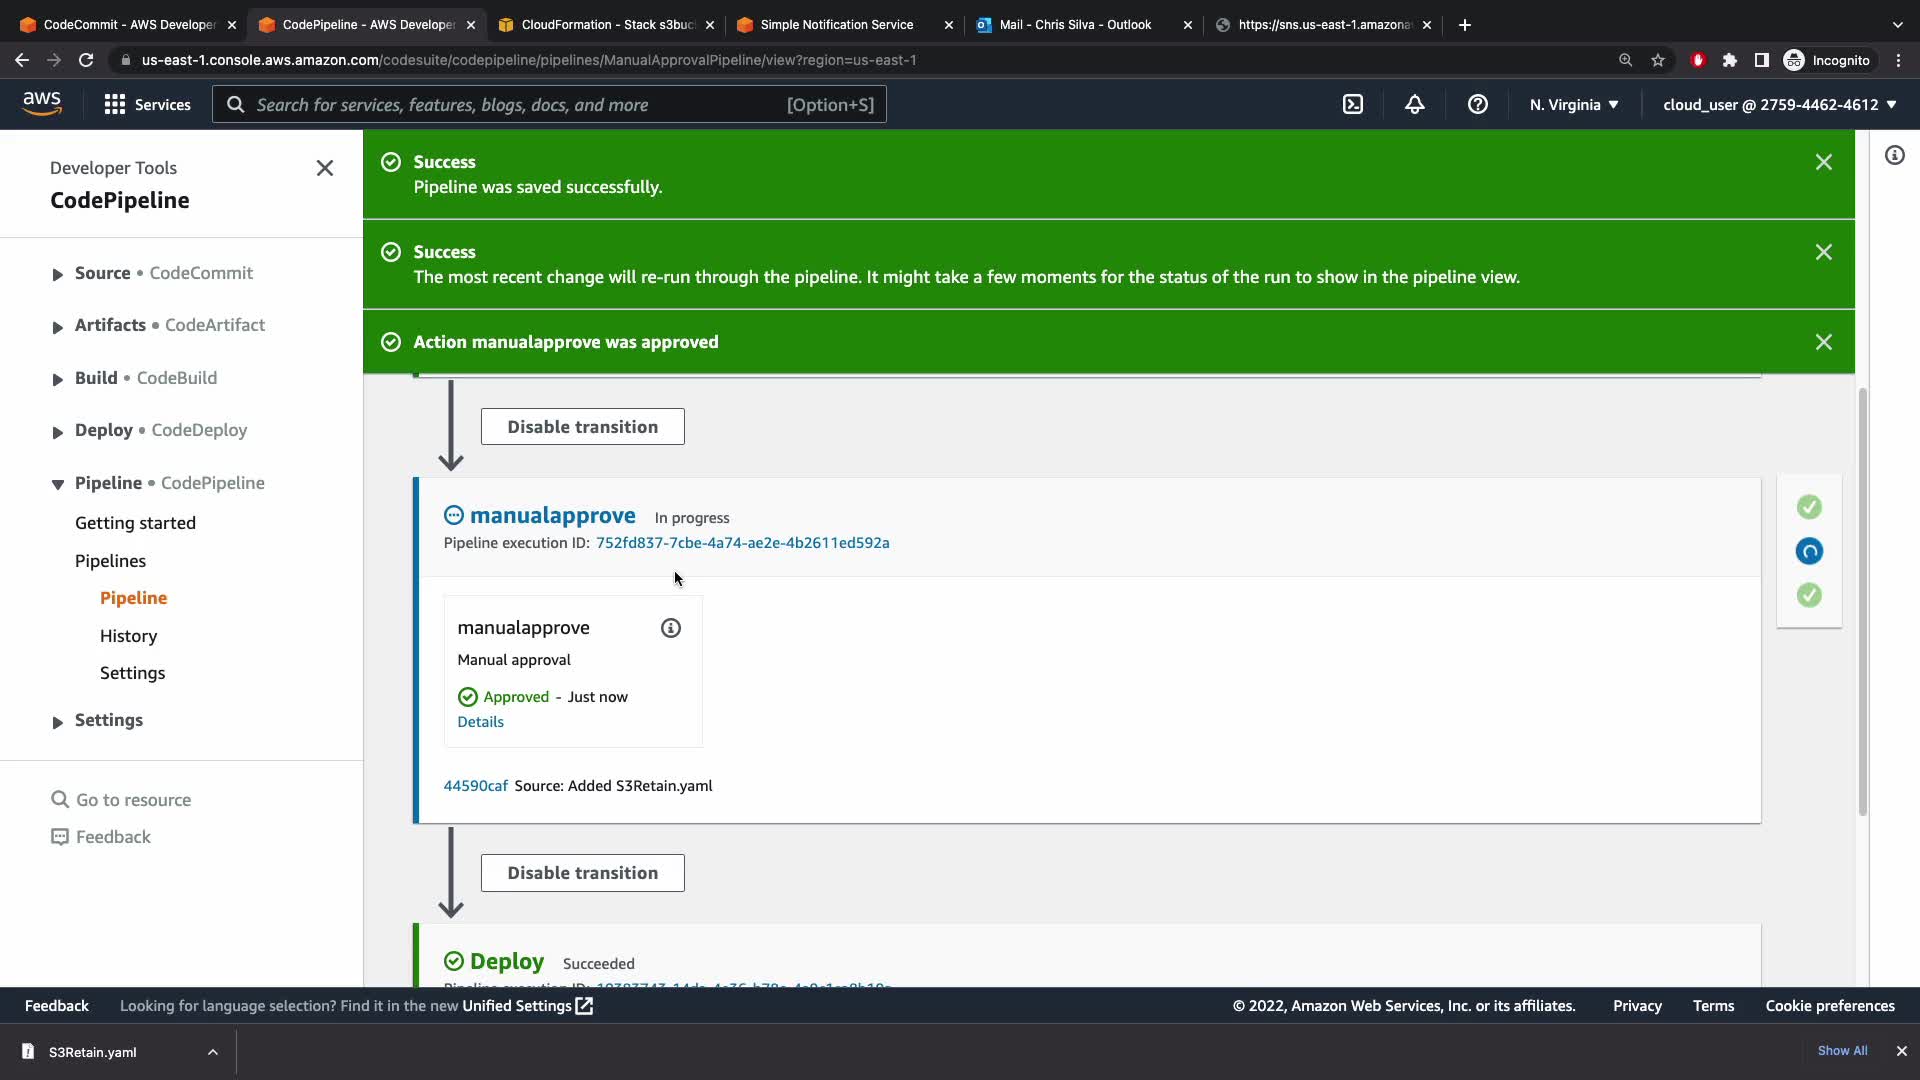 CodeCommit - AWS Developer
CodePipeline - AWS Developer
CloudFormation - Stack s3buc
Simple Notification Service
Mail - Chris Silva - Outlook
https://sns.us-east-1.amazona
us-east-1.console.aws.amazon.com/codesuite/codepipeline/pipelines/ManualApprovalPipeline/view?region=us-east-1
Incognito
aws
Services
Search for services, features, blogs, docs, and more
[Option+S]
N. Virginia
cloud_user @ 2759-4462-4612
Developer Tools
CodePipeline
Source • CodeCommit
Artifacts • CodeArtifact
Build • CodeBuild
Deploy • CodeDeploy
Pipeline • CodePipeline
Getting started
Pipelines
Pipeline
History
Settings
Settings
Go to resource
Feedback
Success
Pipeline was saved successfully.
Success
The most recent change will re-run through the pipeline. It might take a few moments for the status of the run to show in the pipeline view.
Action manualapprove was approved
Disable transition
manualapprove In progress
Pipeline execution ID: 752fd837-7cbe-4a74-ae2e-4b2611ed592a
manualapprove
Manual approval
Approved - Just now
Details
44590caf Source: Added S3Retain.yaml
Disable transition
Deploy Succeeded
Pipeline execution ID:
Feedback
Looking for language selection? Find it in the new Unified Settings
© 2022, Amazon Web Services, Inc. or its affiliates.
Privacy
Terms
Cookie preferences
S3Retain.yaml
Show All